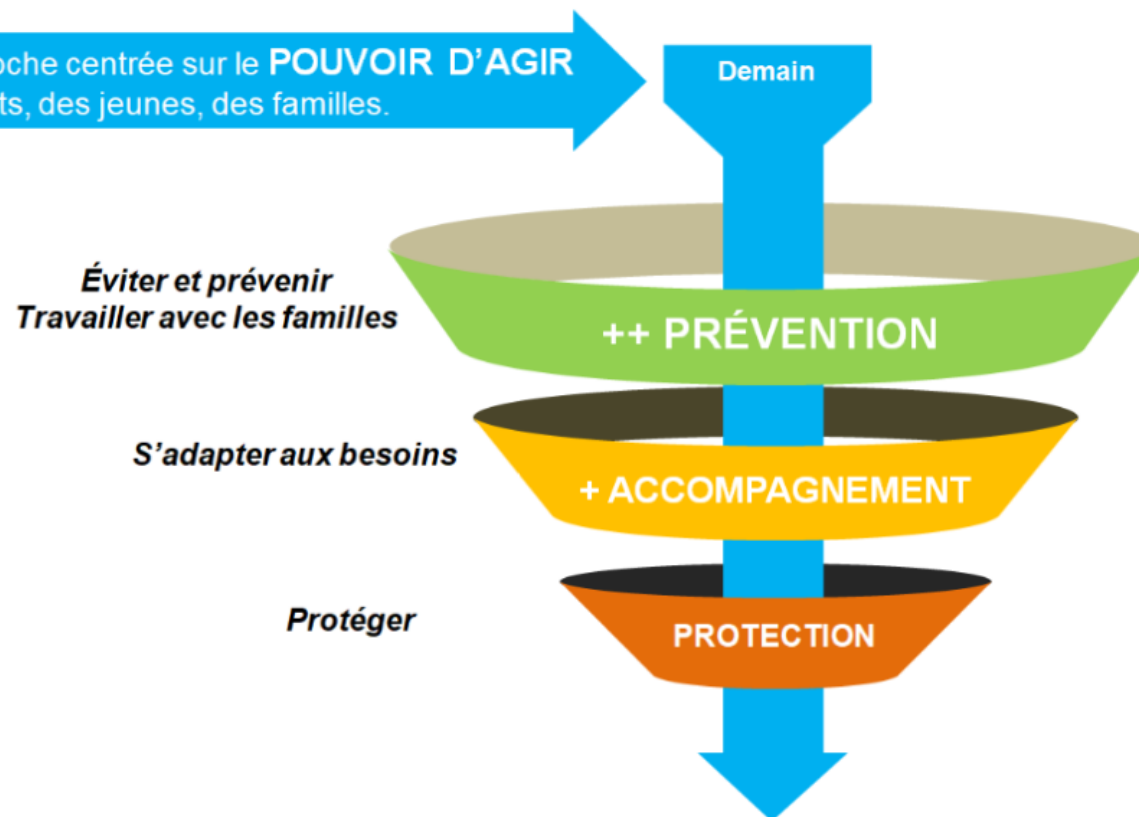 oche centrée sur le POUVOIR D'AGIR
ts, des jeunes, des familles.
Demain
Éviter et prévenir
Travailler avec les familles
++ PRÉVENTION
S'adapter aux besoins
+ ACCOMPAGNEMENT
Protéger
PROTECTION